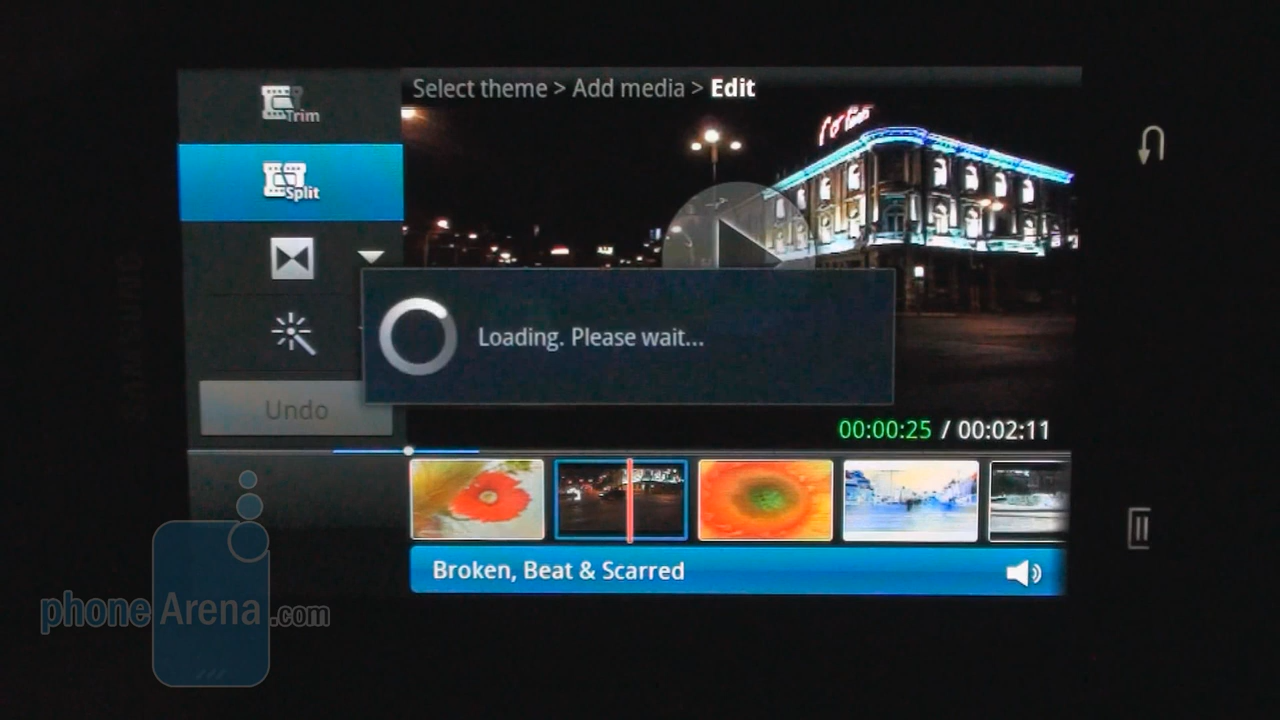 Select theme > Add media > Edit
Trim
Split
Loading. Please wait...
Undo
00:00:25 / 00:02:11
Broken, Beat & Scarred
phoneArena.com